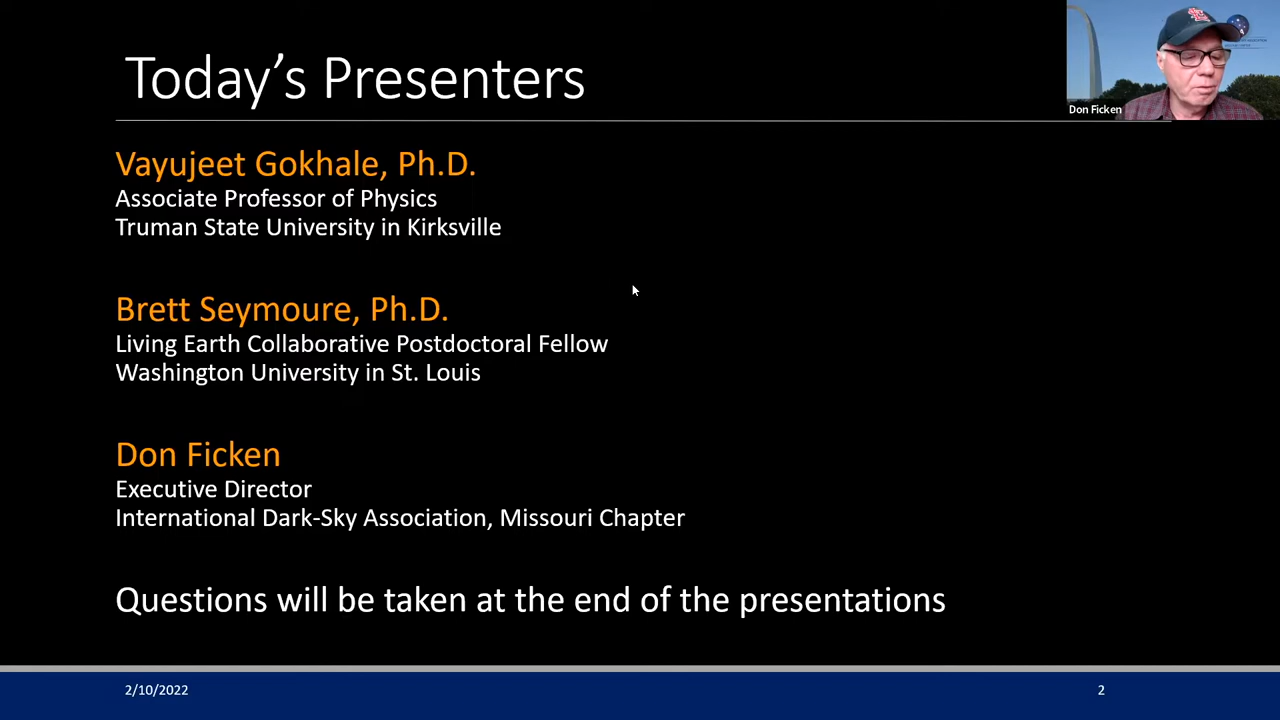 Today's Presenters
Don Ficken
Vayujeet Gokhale, Ph.D.
Associate Professor of Physics
Truman State University in Kirksville
Brett Seymoure, Ph.D.
Living Earth Collaborative Postdoctoral Fellow
Washington University in St. Louis
Don Ficken
Executive Director
International Dark-Sky Association, Missouri Chapter
Questions will be taken at the end of the presentations
2/10/2022
2